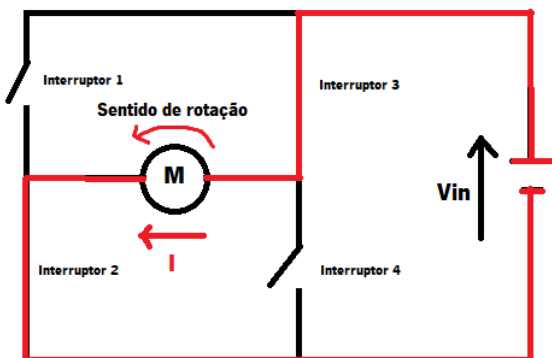 Interruptor 1
Interruptor 3
Sentido de rotação
M
Vin
I
Interruptor 2
Interruptor 4